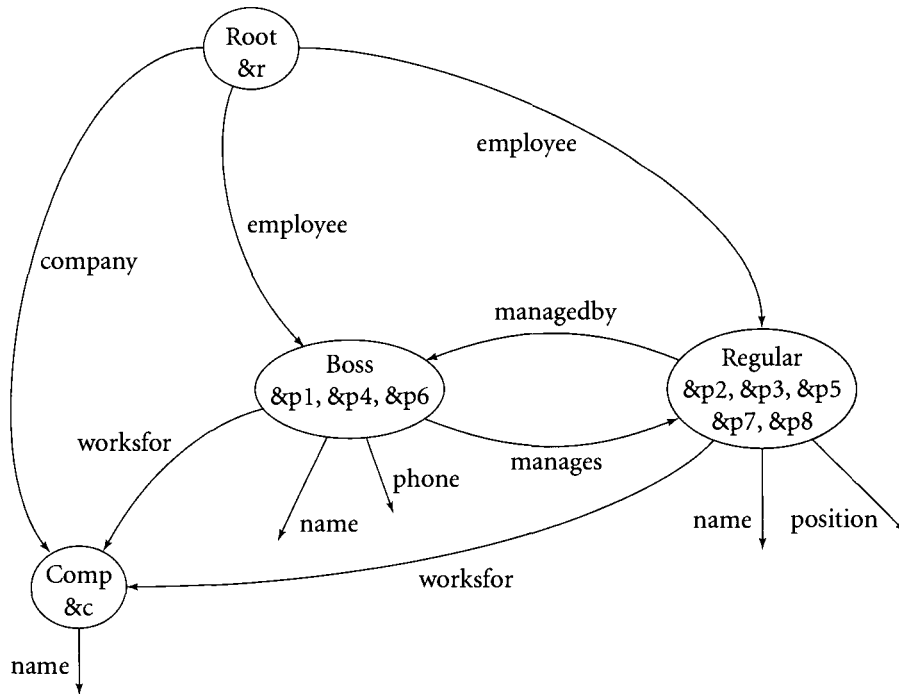 Root
&r
employee
employee
company
managedby
Boss
&p1, &p4, &p6
Regular
&p2, &p3, &p5
&p7, &p8
worksfor
manages
phone
name
name
position
Comp
&c
worksfor
name